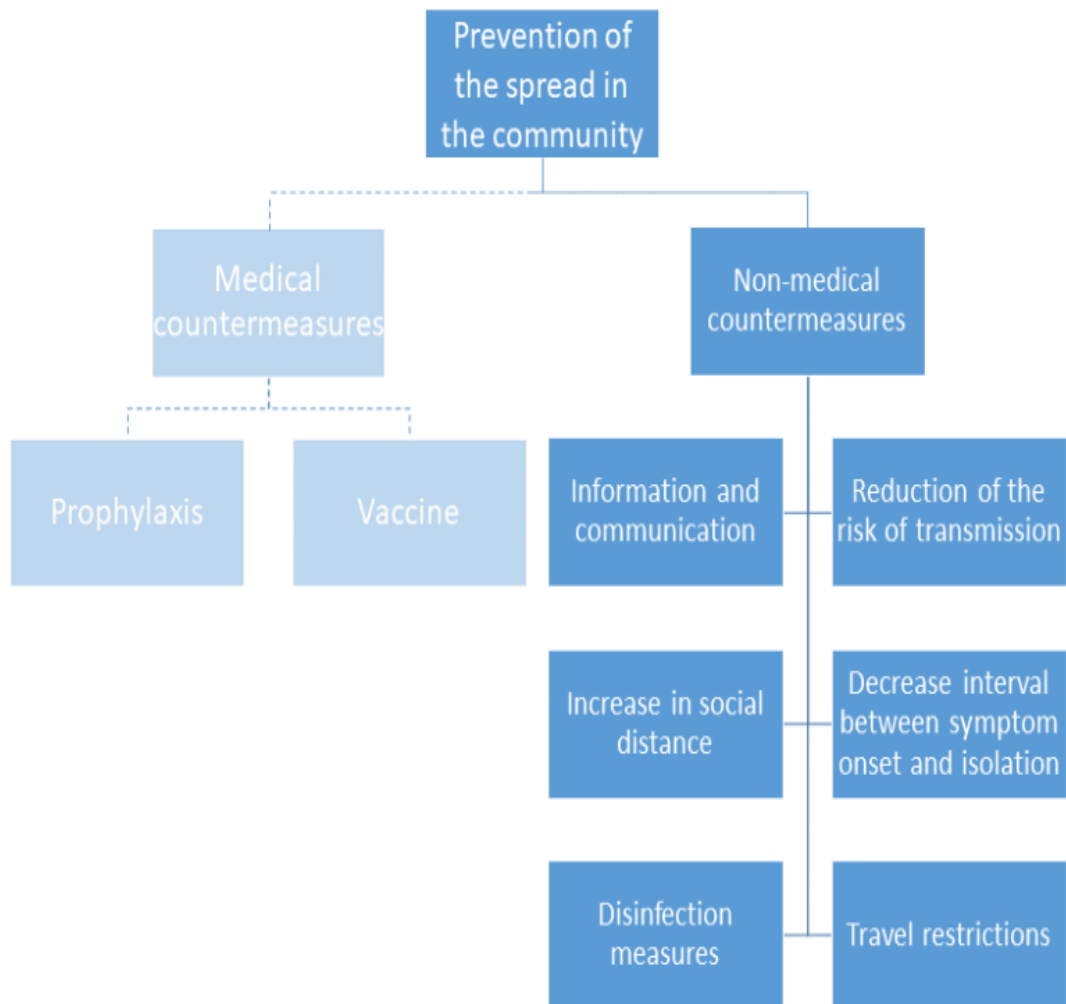 Prevention of
the spread in
the community
Medical
countermeasures
Non-medical
countermeasures
Prophylaxis
Vaccine
Information and
communication
Reduction of the
risk of transmission
Increase in social
distance
Decrease interval
between symptom
onset and isolation
Disinfection
measures
Travel restrictions